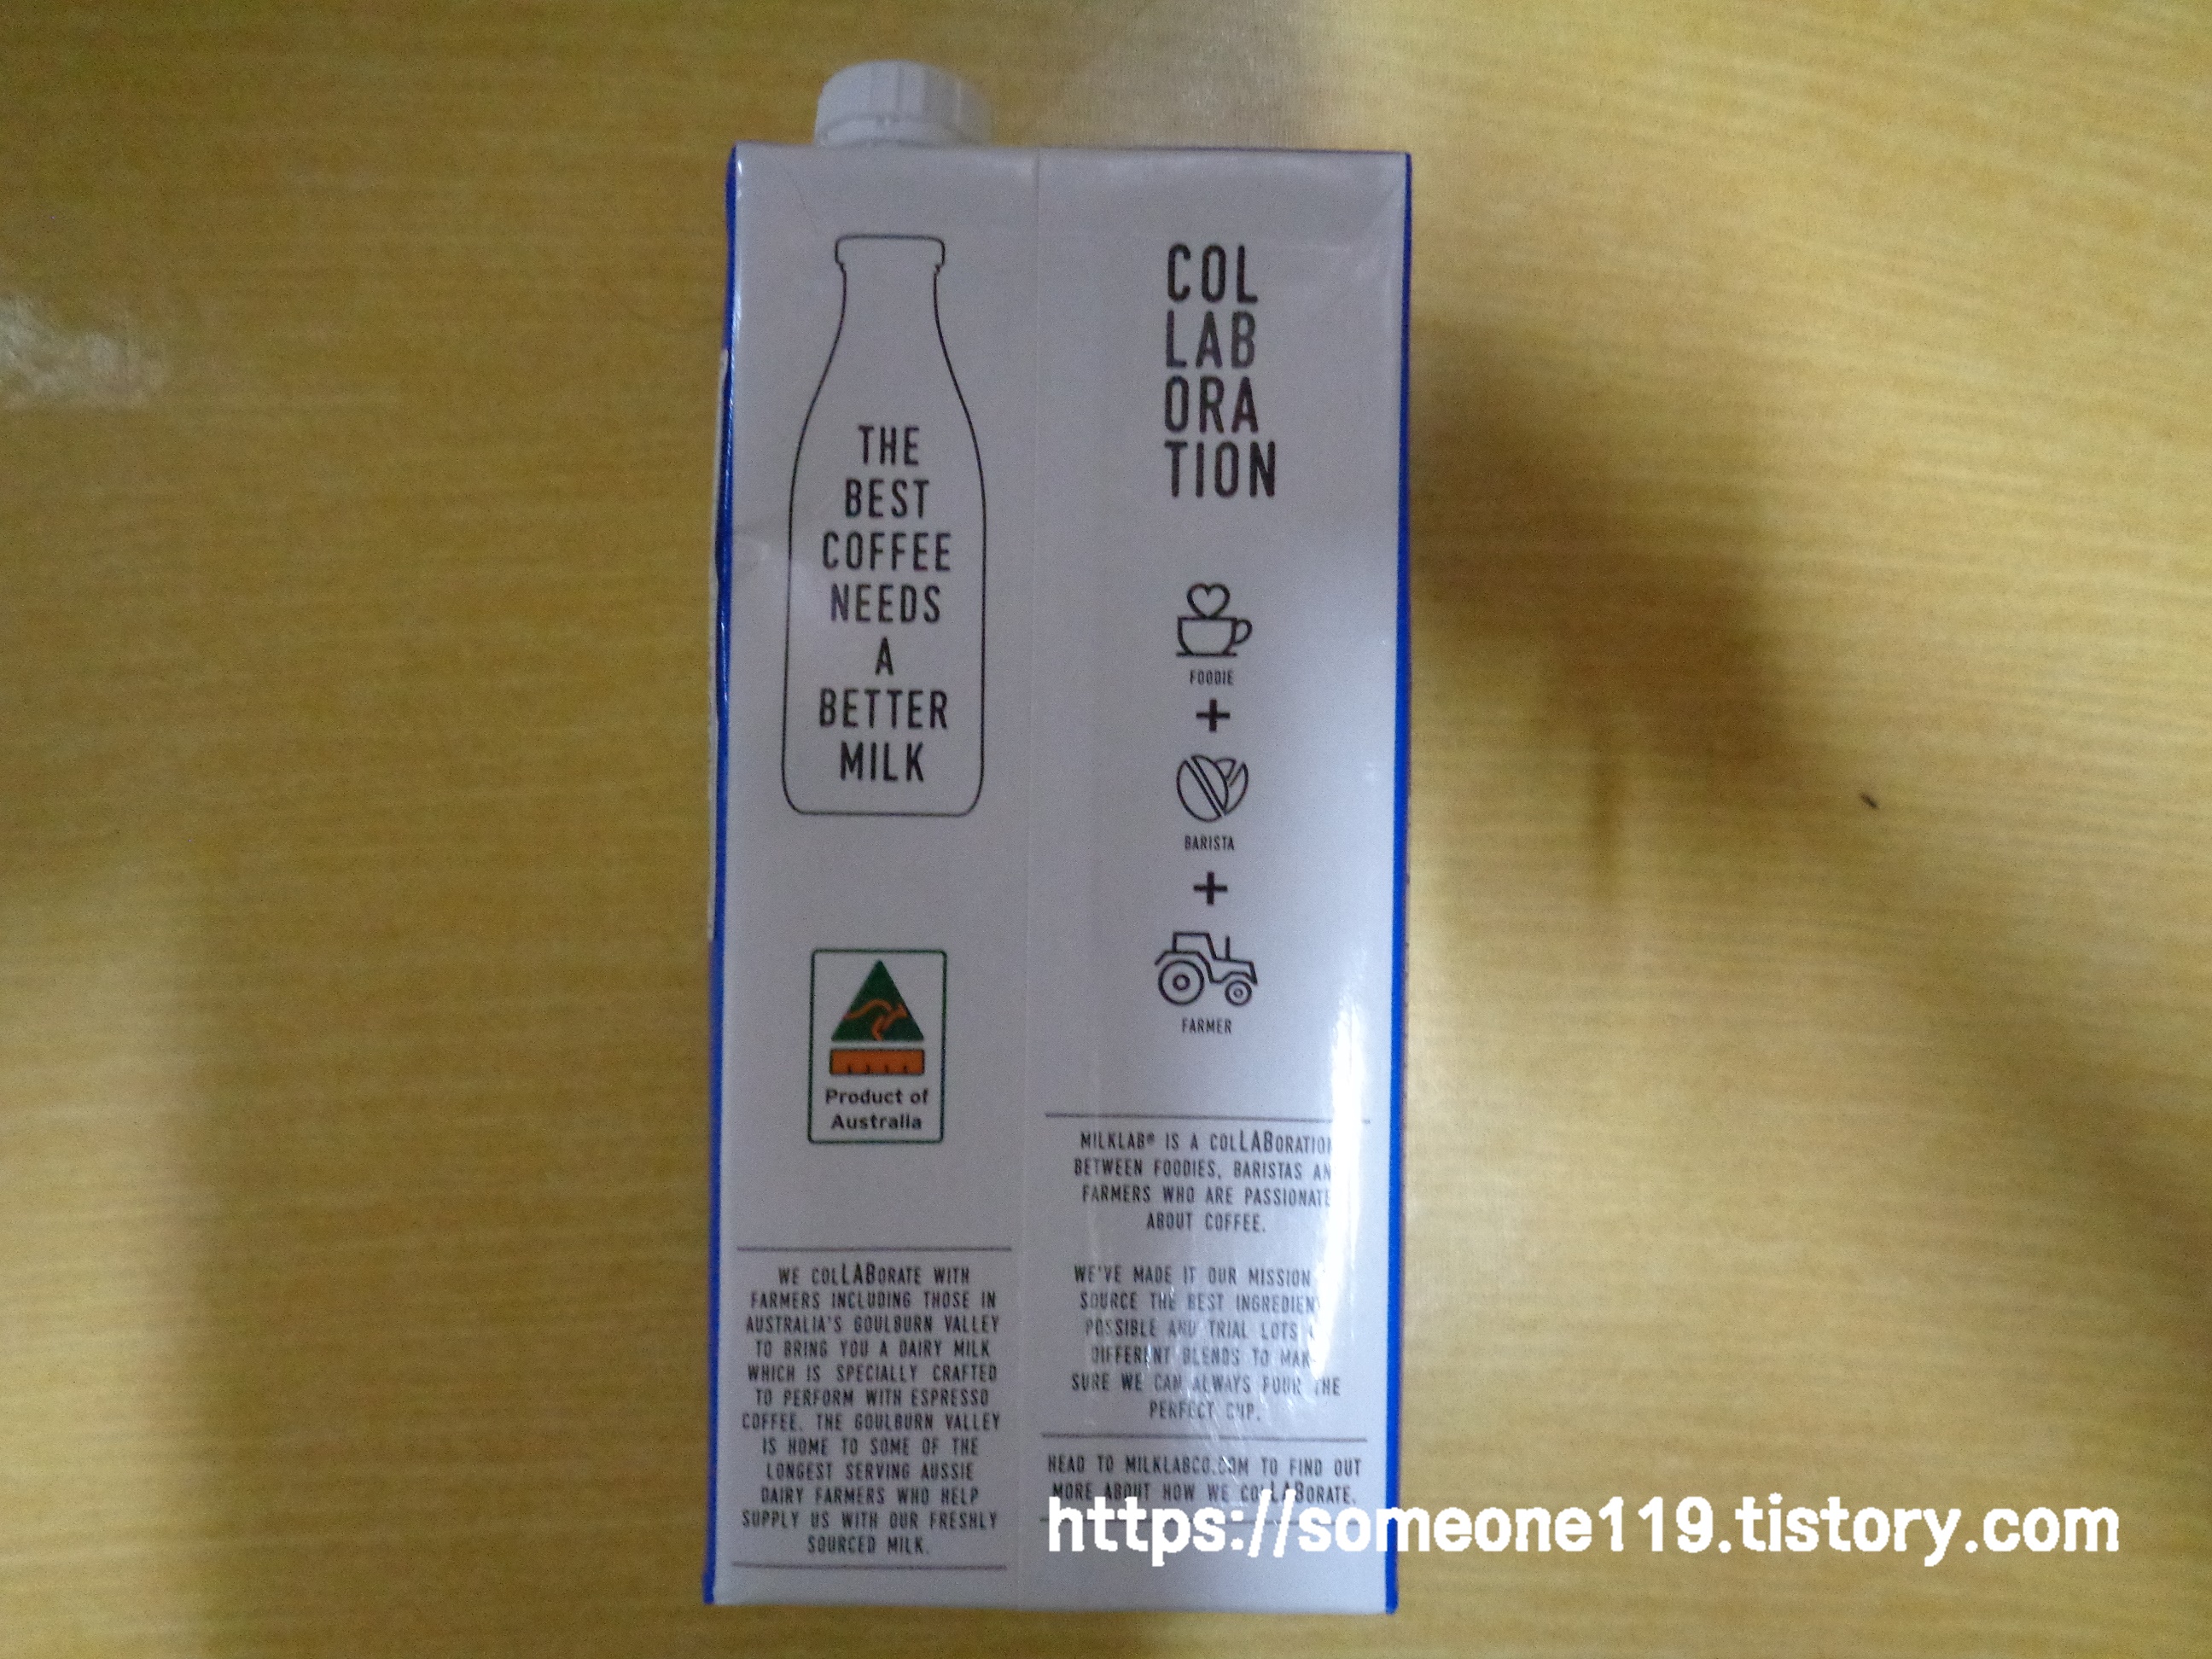 THE
BEST
COFFEE
NEEDS
A
BETTER
MILK
Product of
Australia
WE COLLABORATE WITH
FARMERS INCLUDING THOSE IN
AUSTRALIA'S GOULBURN VALLEY
TO BRING YOU A DAIRY MILK
WHICH IS SPECIALLY CRAFTED
TO PERFORM WITH ESPRESSO
COFFEE. THE GOULBURN VALLEY
IS HOME TO SOME OF THE
LONGEST SERVING AUSSIE
DAIRY FARMERS WHO HELP
SUPPLY US WITH OUR FRESHLY
SOURCED MILK.
COL
LAB
ORA
TION
FOODIE
+
BARISTA
+
FARMER
MILKLAB® IS A COLLABORATION
BETWEEN FOODIES, BARISTAS AN
FARMERS WHO ARE PASSIONATE
ABOUT COFFEE.
WE'VE MADE IT OUR MISSION
SOURCE THE BEST INGREDIEN
POSSIBLE AND TRIAL LOTS
DIFFERENT BLENDS TO MAK
SURE WE CAN ALWAYS POUR THE
PERFECT CUP.
HEAD TO MILKLABCO.COM TO FIND OUT
MORE ABOUT HOW WE COLLABORATE.
https://someone119.tistory.com